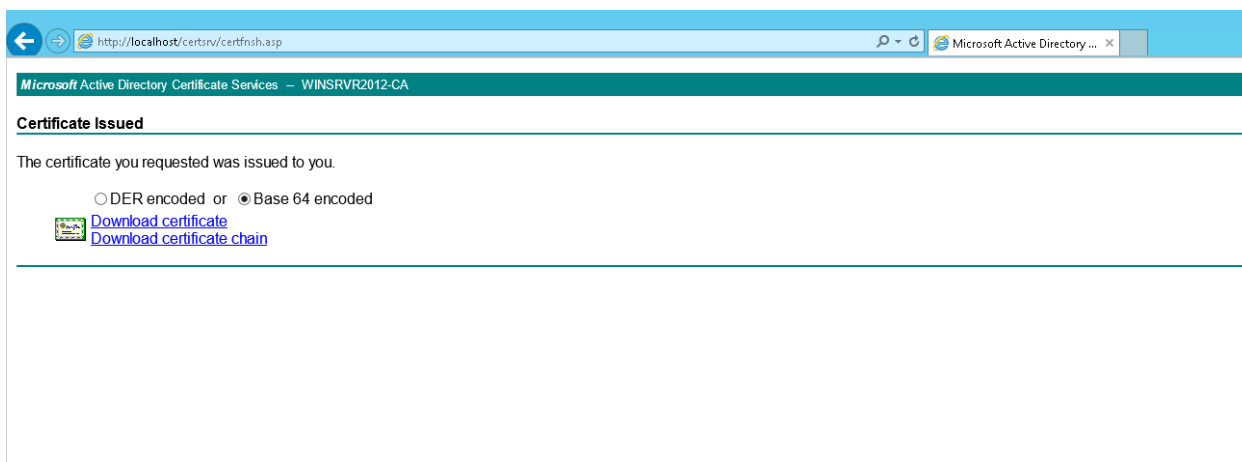 http://localhost/certsrv/certfnsh.asp
Microsoft Active Directory ...
Microsoft Active Directory Certificate Services -- WINSRVR2012-CA
Certificate Issued
The certificate you requested was issued to you.
DER encoded or Base 64 encoded
Download certificate
Download certificate chain